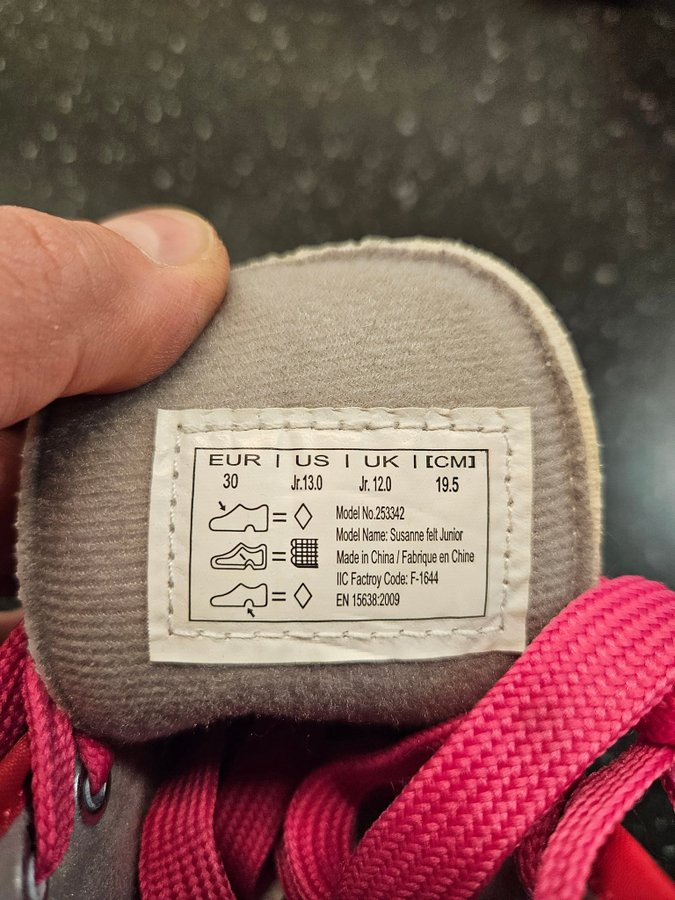 EUR | US | UK | [CM]
30 Jr.13.0 Jr. 12.0 19.5
Model No.253342
Model Name: Susanne felt Junior
Made in China / Fabrique en Chine
IIC Factroy Code: F-1644
EN 15638:2009